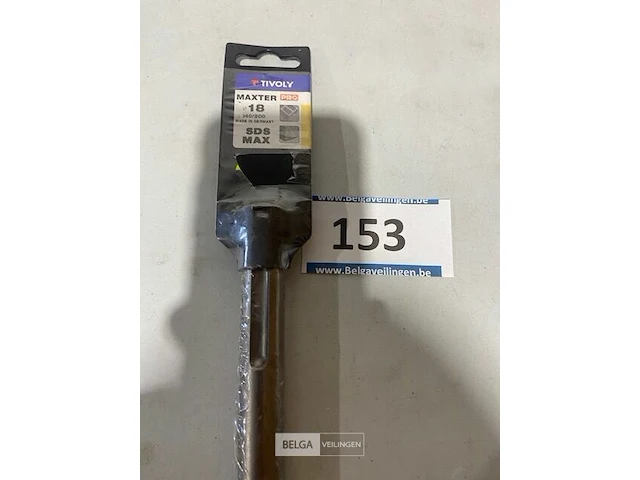 TIVOLY
MAXTER PRO
18
340/200
MADE IN GERMANY
SDS
MAX
www.Belgaveilingen.be
153
www.Belgaveilingen.be
BELGA VEILINGEN